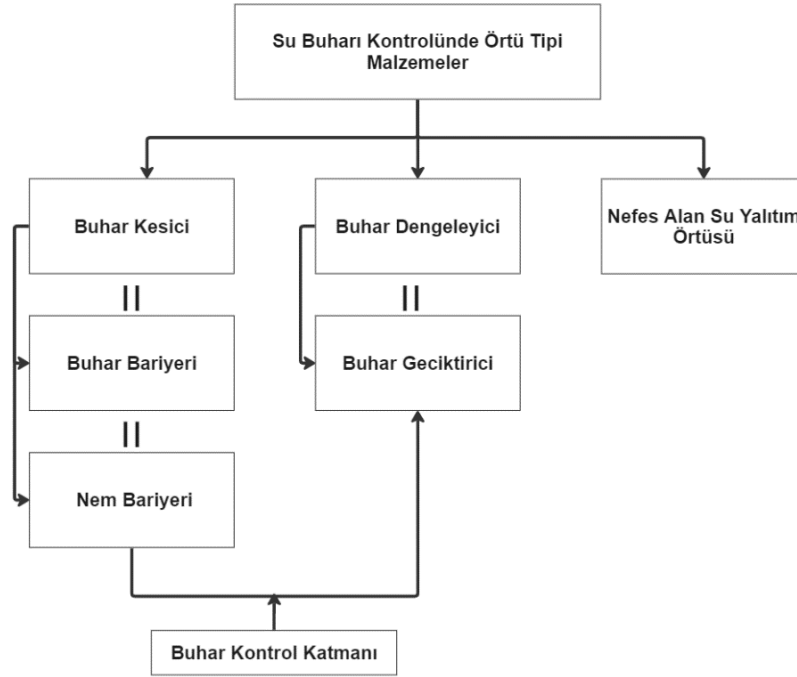 Su Buharı Kontrolünde Örtü Tipi
Malzemeler
Buhar Kesici
Buhar Dengeleyici
Nefes Alan Su Yalıtım
Örtüsü
Buhar Bariyeri
Buhar Geciktirici
Nem Bariyeri
Buhar Kontrol Katmanı